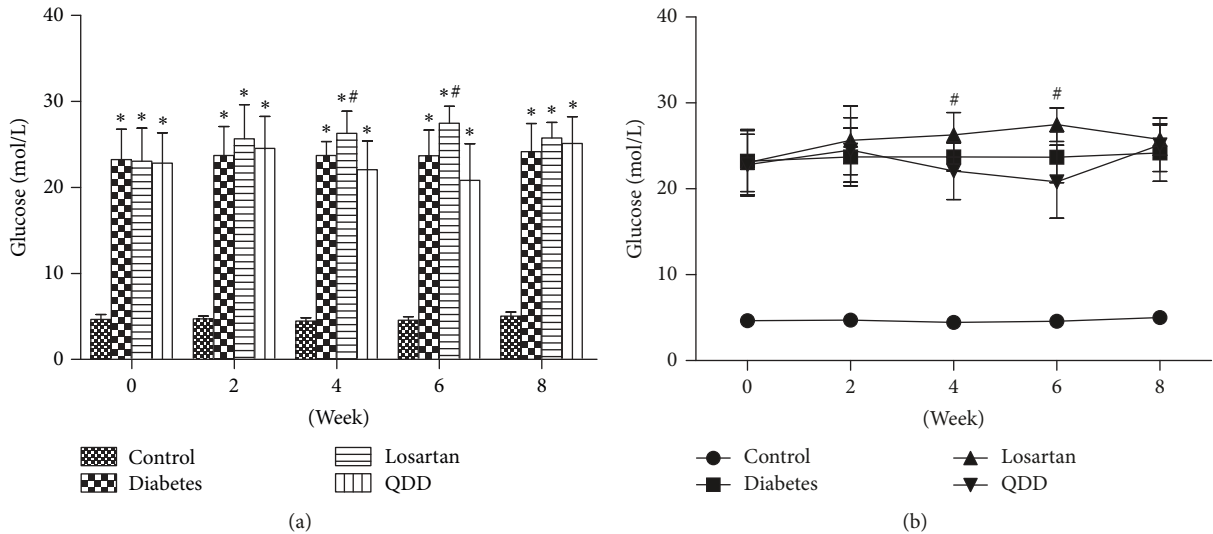 40
30
20
10
0
Glucose (mol/L)
* * *
* * *
* *# *
* *# *
* * *
0 2 4 6 8
(Week)
Control
Diabetes
Losartan
QDD
(a)
40
30
20
10
0
Glucose (mol/L)
# #
0 2 4 6 8
(Week)
Control
Diabetes
Losartan
QDD
(b)